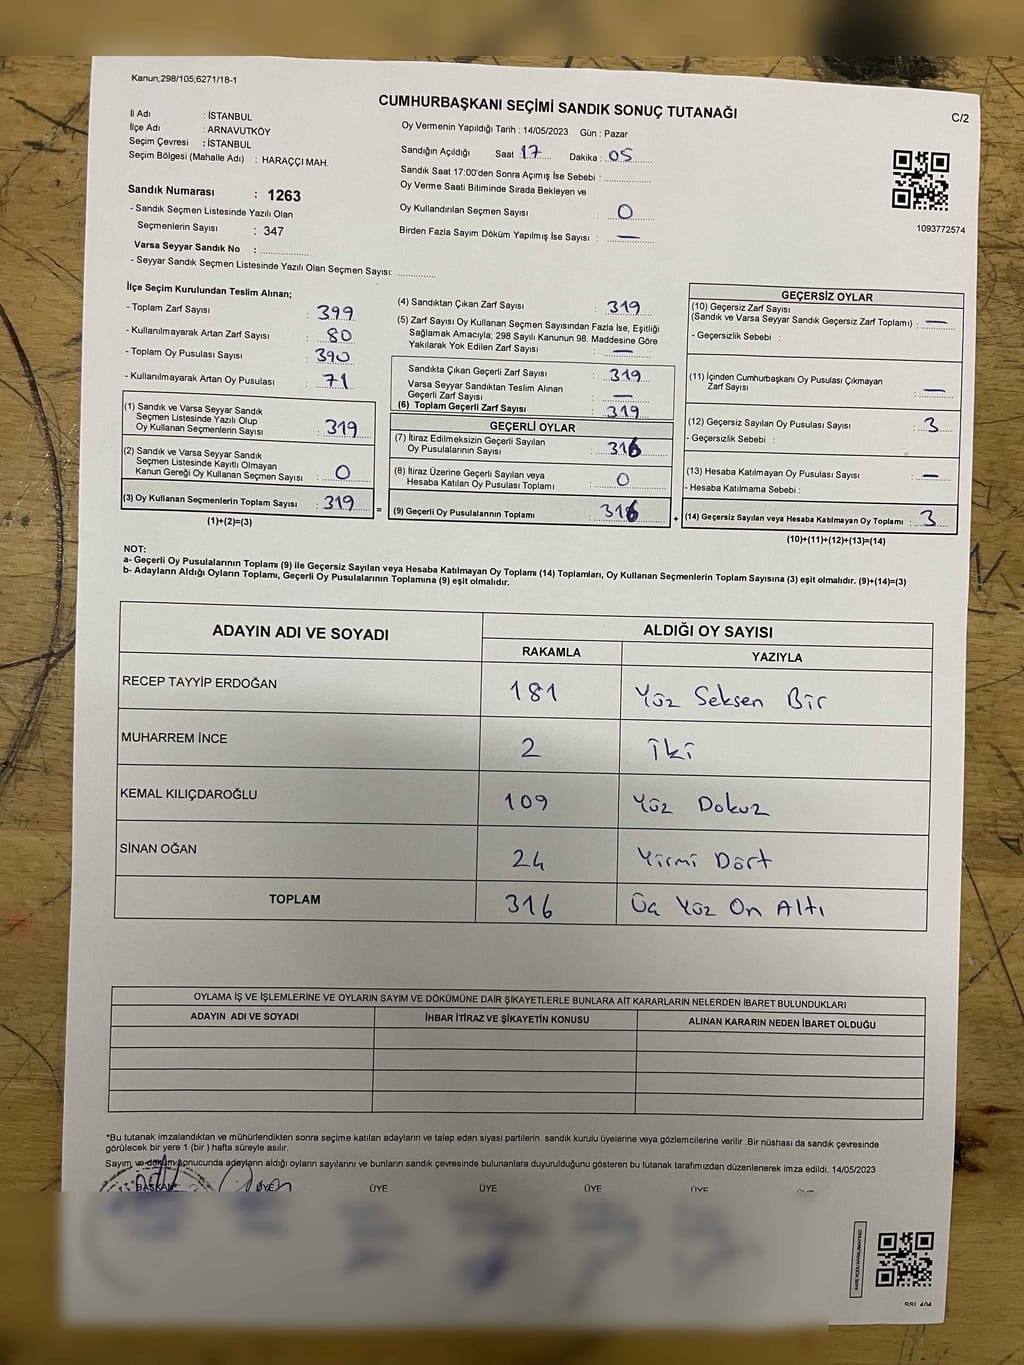 Kanun;298/105;6271/18-1
CUMHURBAŞKANI SEÇİMİ SANDIK SONUÇ TUTANAĞI
C/2
İl Adı : İSTANBUL
İlçe Adı : ARNAVUTKÖY
Seçim Çevresi : İSTANBUL
Seçim Bölgesi (Mahalle Adı) : HARAÇÇI MAH.
Sandık Numarası : 1263
- Sandık Seçmen Listesinde Yazılı Olan
Seçmenlerin Sayısı : 347
Varsa Seyyar Sandık No :
- Seyyar Sandık Seçmen Listesinde Yazılı Olan Seçmen Sayısı:
Oy Vermenin Yapıldığı Tarih : 14/05/2023 Gün : Pazar
Sandığın Açıldığı Saat 17 Dakika : 05
Sandık Saat 17:00'den Sonra Açımış İse Sebebi :
Oy Verme Saati Bitiminde Sırada Bekleyen ve
Oy Kullandırılan Seçmen Sayısı : 0
Birden Fazla Sayım Döküm Yapılmış İse Sayısı : —
1093772574
İlçe Seçim Kurulundan Teslim Alınan;
- Toplam Zarf Sayısı : 399
- Kullanılmayarak Artan Zarf Sayısı : 80
- Toplam Oy Pusulası Sayısı : 390
- Kullanılmayarak Artan Oy Pusulası : 71
(1) Sandık ve Varsa Seyyar Sandık
Seçmen Listesinde Yazılı Olup
Oy Kullanan Seçmenlerin Sayısı : 319
(2) Sandık ve Varsa Seyyar Sandık
Seçmen Listesinde Kayıtlı Olmayan
Kanun Gereği Oy Kullanan Seçmen Sayısı : 0
(3) Oy Kullanan Seçmenlerin Toplam Sayısı : 319
(1)+(2)=(3)
=
(4) Sandıktan Çıkan Zarf Sayısı : 319
(5) Zarf Sayısı Oy Kullanan Seçmen Sayısından Fazla İse, Eşitliği
Sağlamak Amacıyla, 298 Sayılı Kanunun 98. Maddesine Göre
Yakılarak Yok Edilen Zarf Sayısı : —
Sandıkta Çıkan Geçerli Zarf Sayısı : 319
Varsa Seyyar Sandıktan Teslim Alınan
Geçerli Zarf Sayısı : —
(6) Toplam Geçerli Zarf Sayısı : 319
GEÇERLİ OYLAR
(7) İtiraz Edilmeksizin Geçerli Sayılan
Oy Pusulalarının Sayısı : 316
(8) İtiraz Üzerine Geçerli Sayılan veya
Hesaba Katılan Oy Pusulası Toplamı : 0
(9) Geçerli Oy Pusulalarının Toplamı : 316
+
GEÇERSİZ OYLAR
(10) Geçersiz Zarf Sayısı
(Sandık ve Varsa Seyyar Sandık Geçersiz Zarf Toplamı) : —
- Geçersizlik Sebebi :
(11) İçinden Cumhurbaşkanı Oy Pusulası Çıkmayan
Zarf Sayısı : —
(12) Geçersiz Sayılan Oy Pusulası Sayısı : 3
- Geçersizlik Sebebi :
(13) Hesaba Katılamayan Oy Pusulası Sayısı : —
- Hesaba Katılmama Sebebi :
(14) Geçersiz Sayılan veya Hesaba Katılmayan Oy Toplamı : 3
(10)+(11)+(12)+(13)=(14)
NOT:
a- Geçerli Oy Pusulalarının Toplamı (9) ile Geçersiz Sayılan veya Hesaba Katılmayan Oy Toplamı (14) Toplamları, Oy Kullanan Seçmenlerin Toplam Sayısına (3) eşit olmalıdır. (9)+(14)=(3)
b- Adayların Aldığı Oyların Toplamı, Geçerli Oy Pusulalarının Toplamına (9) eşit olmalıdır.
ADAYIN ADI VE SOYADI
ALDIĞI OY SAYISI
RAKAMLA YAZIYLA
RECEP TAYYİP ERDOĞAN 181 Yüz Seksen Bir
MUHARREM İNCE 2 İki
KEMAL KILIÇDAROĞLU 109 Yüz Dokuz
SİNAN OĞAN 24 Yirmi Dört
TOPLAM 316 Üç Yüz On Altı
OYLAMA İŞ VE İŞLEMLERİNE VE OYLARIN SAYIM VE DÖKÜMÜNE DAİR ŞİKAYETLERLE BUNLARA AİT KARARLARIN NELERDEN İBARET BULUNDUKLARI
ADAYIN ADI VE SOYADI İHBAR İTİRAZ VE ŞİKAYETİN KONUSU ALINAN KARARIN NEDEN İBARET OLDUĞU
*Bu tutanak imzalandıktan ve mühürlendikten sonra seçime katılan adayların ve talep eden siyasi partilerin sandık kurulu üyelerine veya gözlemcilerine verilir .Bir nüshası da sandık çevresinde
görülecek bir yere 1 (bir ) hafta süreyle asılır.
Sayım ve döküm sonucunda adayların aldığı oyların sayılarını ve bunların sandık çevresinde bulunanlara duyurulduğunu gösteren bu tutanak tarafımızdan düzenlenerek imza edildi. 14/05/2023
BAŞKAN ÜYE ÜYE ÜYE ÜYE ÜYE